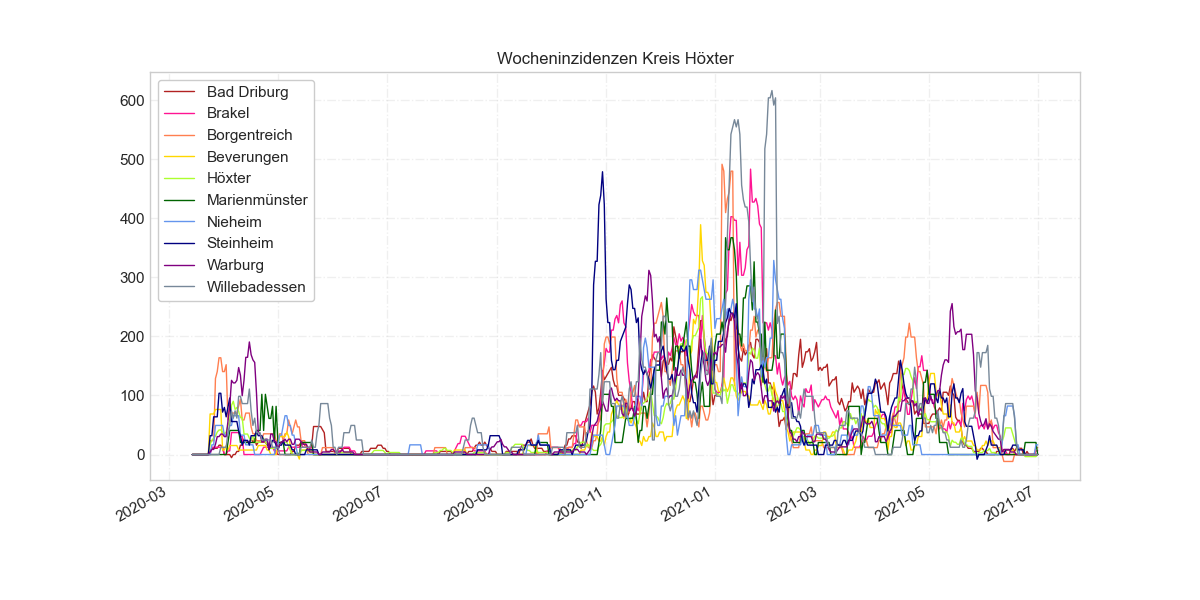 Wocheninzidenzen Kreis Höxter
Bad Driburg
Brakel
Borgentreich
Beverungen
Höxter
Marienmünster
Nieheim
Steinheim
Warburg
Willebadessen
600
500
400
300
200
100
0
2020-03
2020-05
2020-07
2020-09
2020-11
2021-01
2021-03
2021-05
2021-07